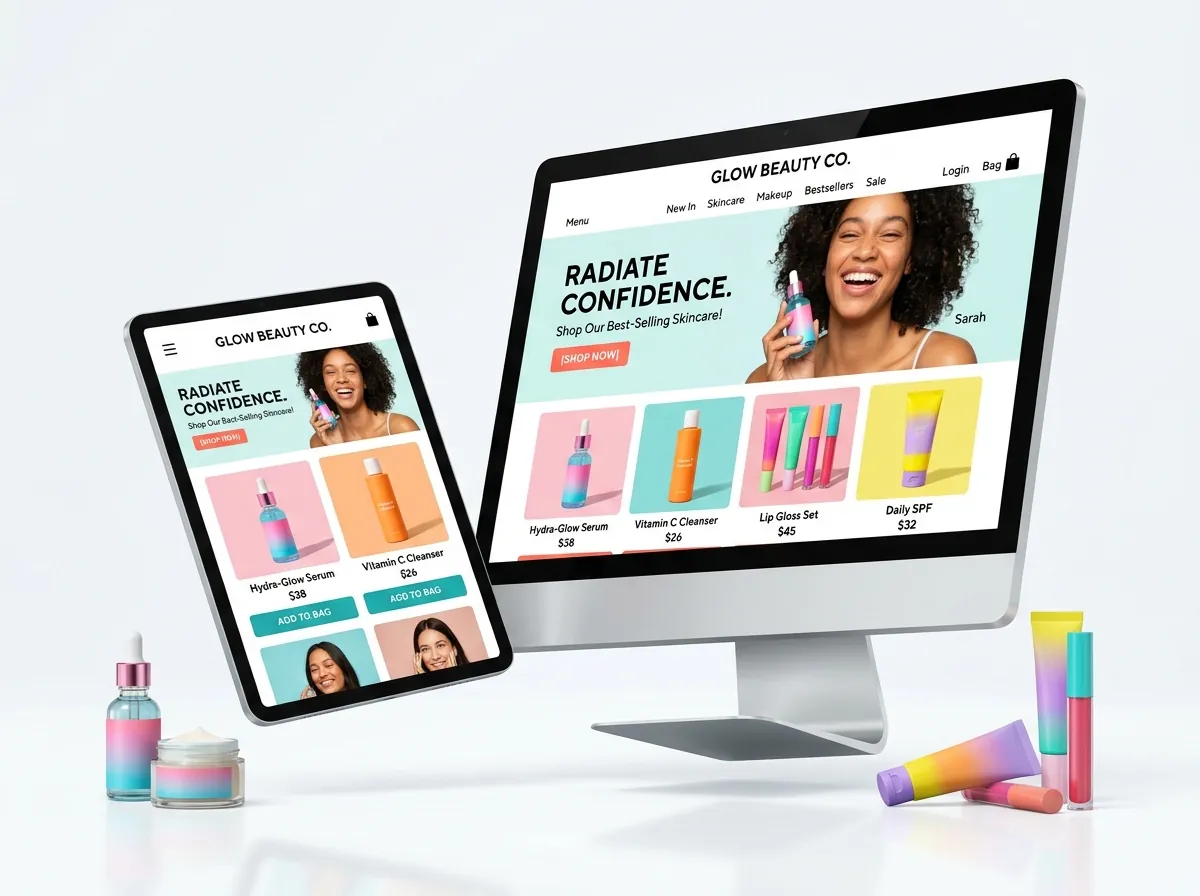 GLOW BEAUTY CO.
Login Bag
Menu New In Skincare Makeup Bestsellers Sale
RADIATE
CONFIDENCE.
Shop Our Best-Selling Skincare!
[SHOP NOW]
Sarah
Hydra-Glow Serum
$38
Vitamin C Cleanser
$26
Lip Gloss Set
$45
Daily SPF
$32
GLOW BEAUTY CO.
RADIATE
CONFIDENCE.
Shop Our Bact-Selling Sincare!
Hydra-Glow Serum
$38
Vitamin C Cleanser
$26
ADD TO BAG
ADD TO BAG